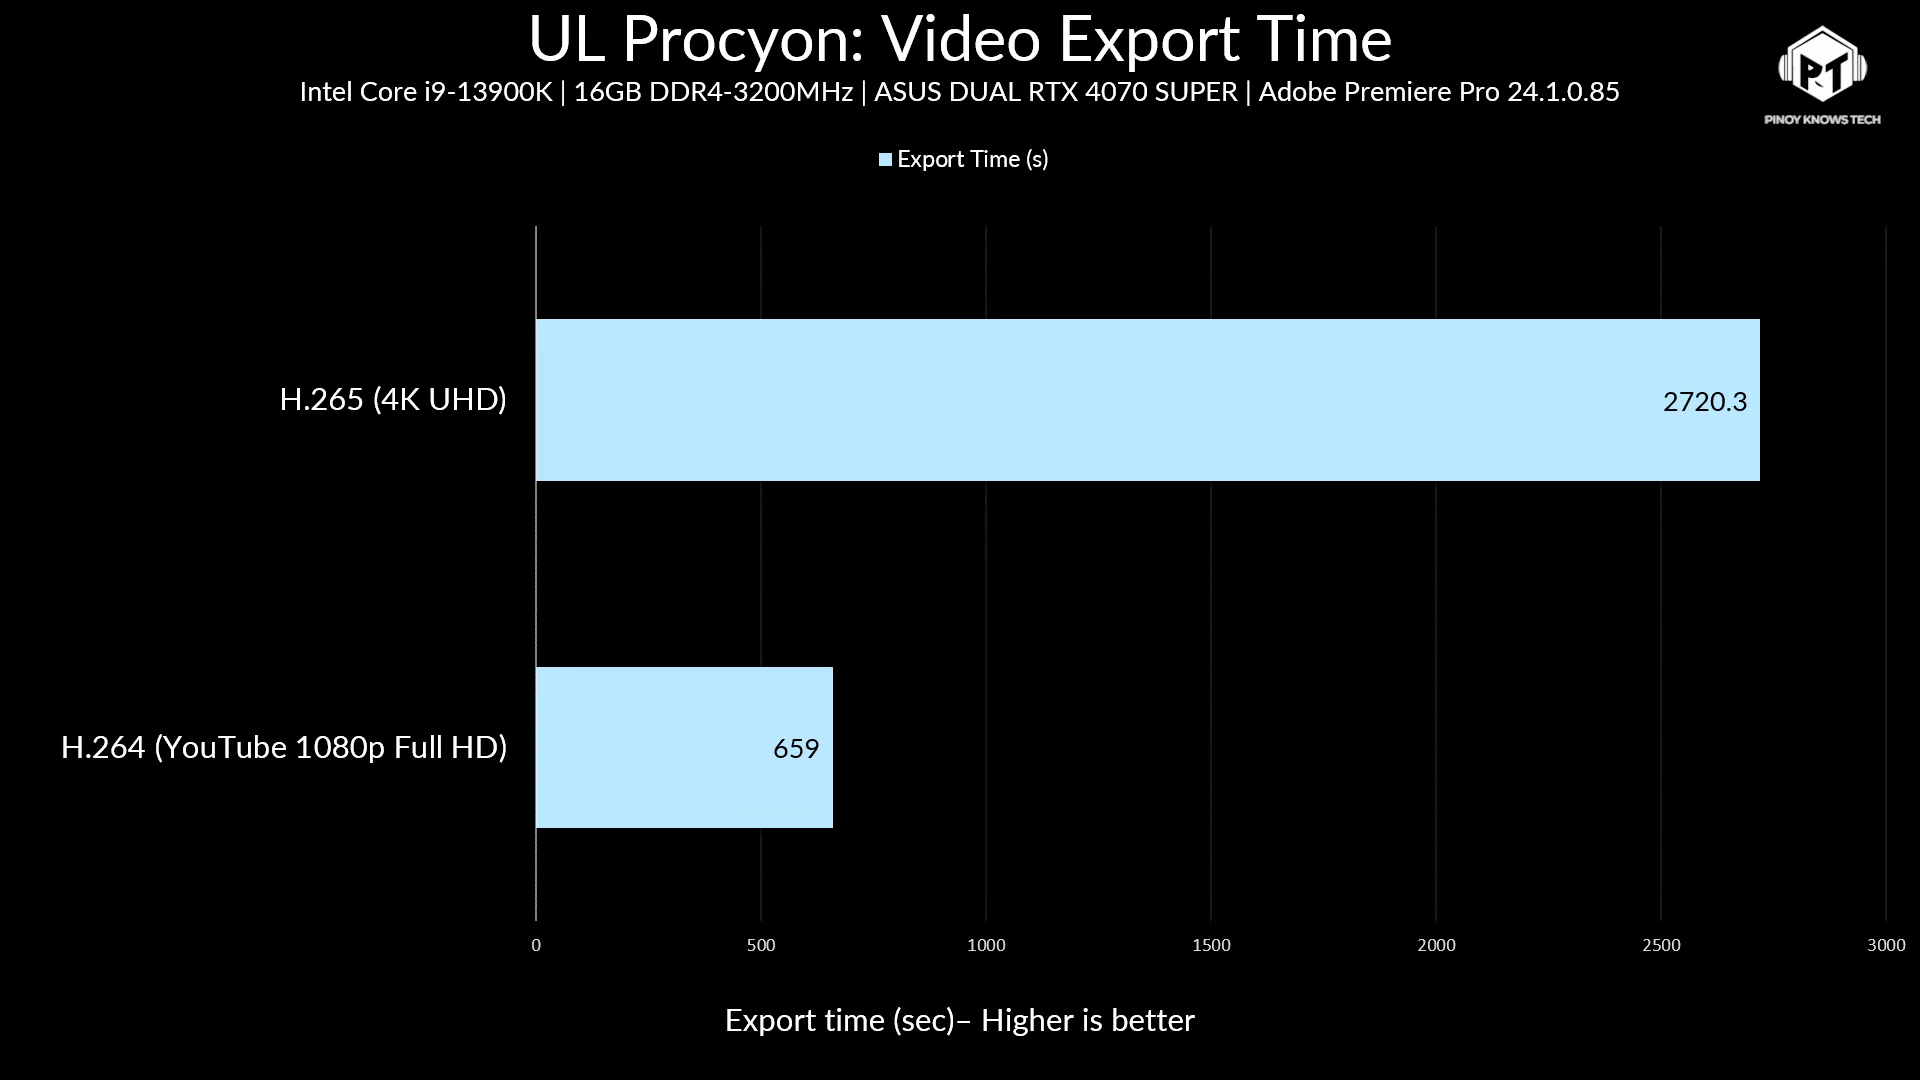 UL Procyon: Video Export Time
Intel Core i9-13900K | 16GB DDR4-3200MHz | ASUS DUAL RTX 4070 SUPER | Adobe Premiere Pro 24.1.0.85
PT
PINOY KNOWS TECH
Export Time (s)
H.265 (4K UHD)
2720.3
H.264 (YouTube 1080p Full HD)
659
0 500 1000 1500 2000 2500 3000
Export time (sec)– Higher is better